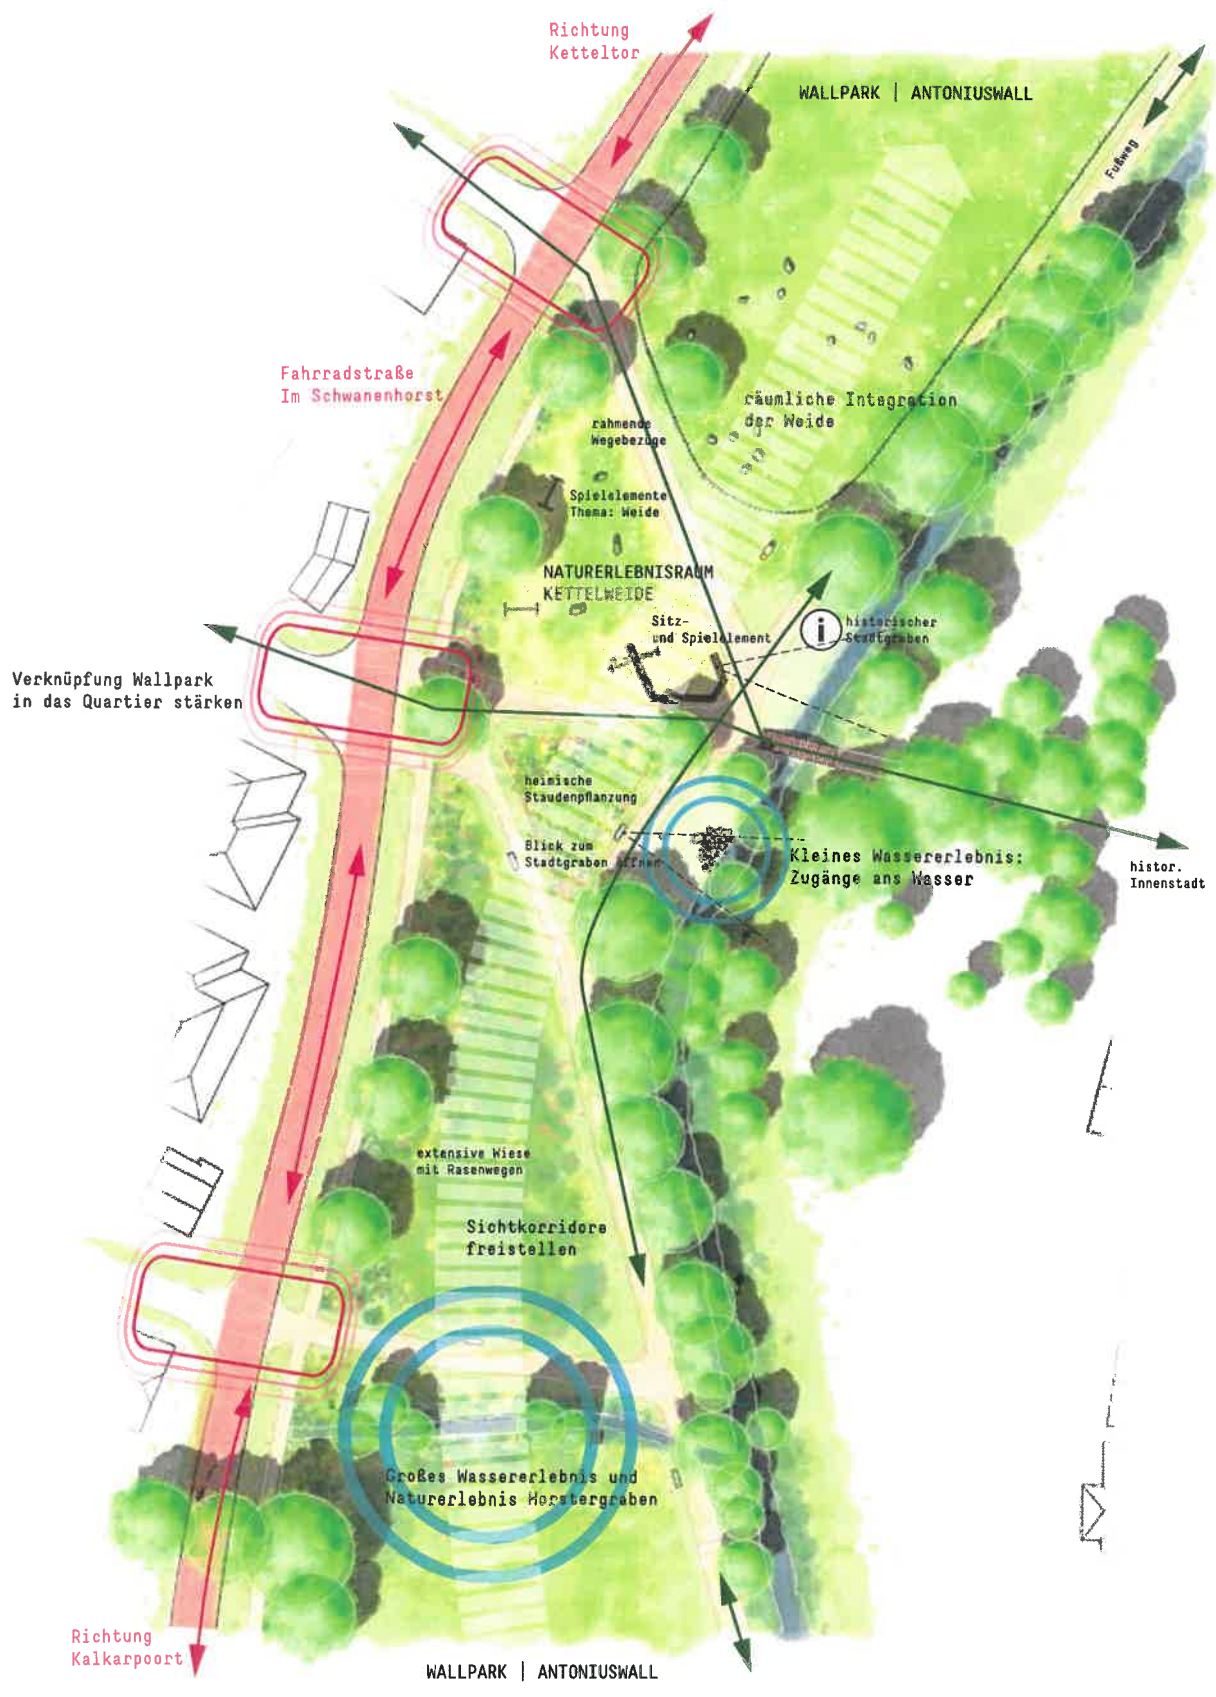 Richtung
Ketteltor
WALLPARK | ANTONIUSWALL
Fußweg
Fahrradstraße
Im Schwanenhorst
räumliche Integration
der Weide
rahmende
Wegebezüge
Spielelemente
Thema: Weide
NATURERLEBNISRAUM
KETTELWEIDE
Sitz-
und Spielelement
i
historischer
Stadtgraben
Verknüpfung Wallpark
in das Quartier stärken
heimische
Staudenpflanzung
Blick zum
Stadtgraben öffnen
Kleines Wassererlebnis:
Zugänge ans Wasser
histor.
Innenstadt
extensive Wiese
mit Rasenwegen
Sichtkorridore
freistellen
Großes Wassererlebnis und
Naturerlebnis Horstergraben
Richtung
Kalkarpoort
WALLPARK | ANTONIUSWALL